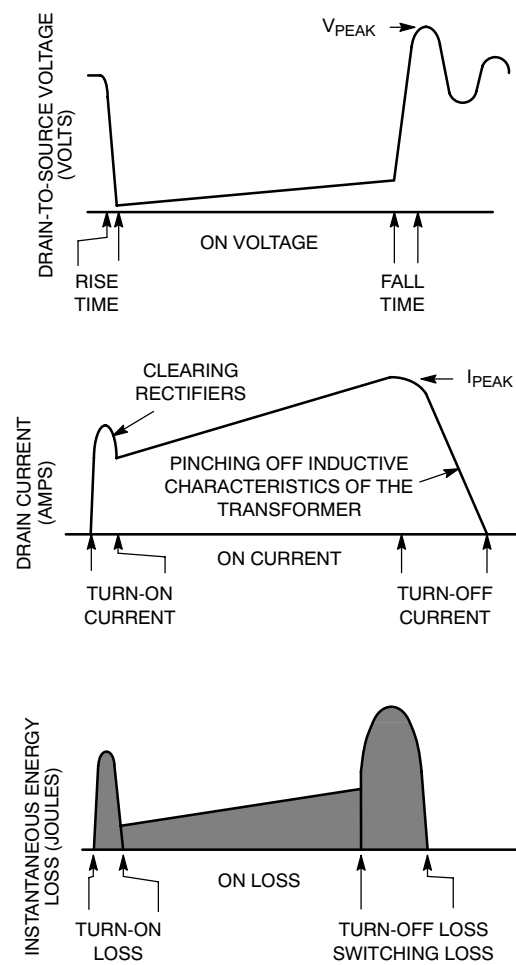 DRAIN-TO-SOURCE VOLTAGE
(VOLTS)
VPEAK
ON VOLTAGE
RISE
TIME
FALL
TIME
DRAIN CURRENT
(AMPS)
CLEARING
RECTIFIERS
IPEAK
PINCHING OFF INDUCTIVE
CHARACTERISTICS OF THE
TRANSFORMER
ON CURRENT
TURN-ON
CURRENT
TURN-OFF
CURRENT
INSTANTANEOUS ENERGY
LOSS (JOULES)
ON LOSS
TURN-ON
LOSS
TURN-OFF LOSS
SWITCHING LOSS